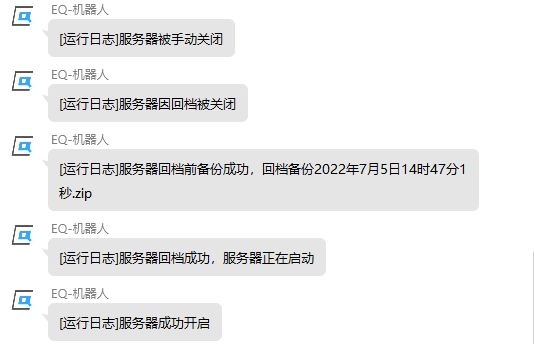 EQ-机器人
[运行日志]服务器被手动关闭
EQ-机器人
[运行日志]服务器因回档被关闭
EQ-机器人
[运行日志]服务器回档前备份成功，回档备份2022年7月5日14时47分1
秒.zip
EQ-机器人
[运行日志]服务器回档成功，服务器正在启动
EQ-机器人
[运行日志]服务器成功开启